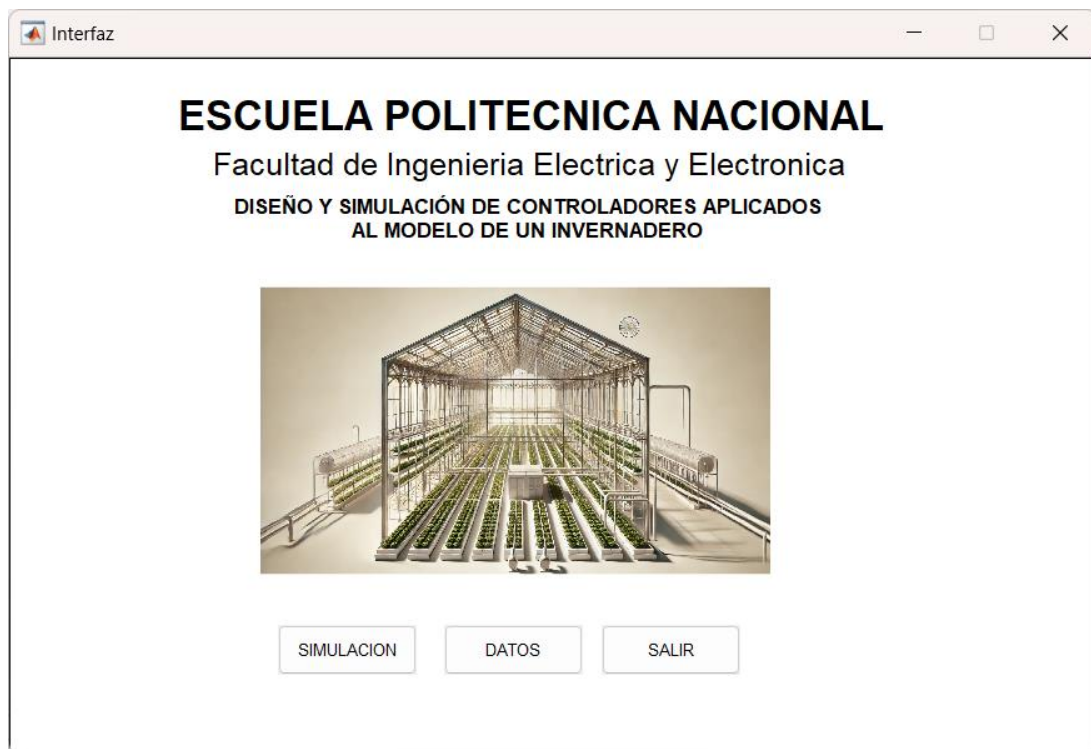 Interfaz
ESCUELA POLITECNICA NACIONAL
Facultad de Ingenieria Electrica y Electronica
DISEÑO Y SIMULACIÓN DE CONTROLADORES APLICADOS
AL MODELO DE UN INVERNADERO
SIMULACION
DATOS
SALIR